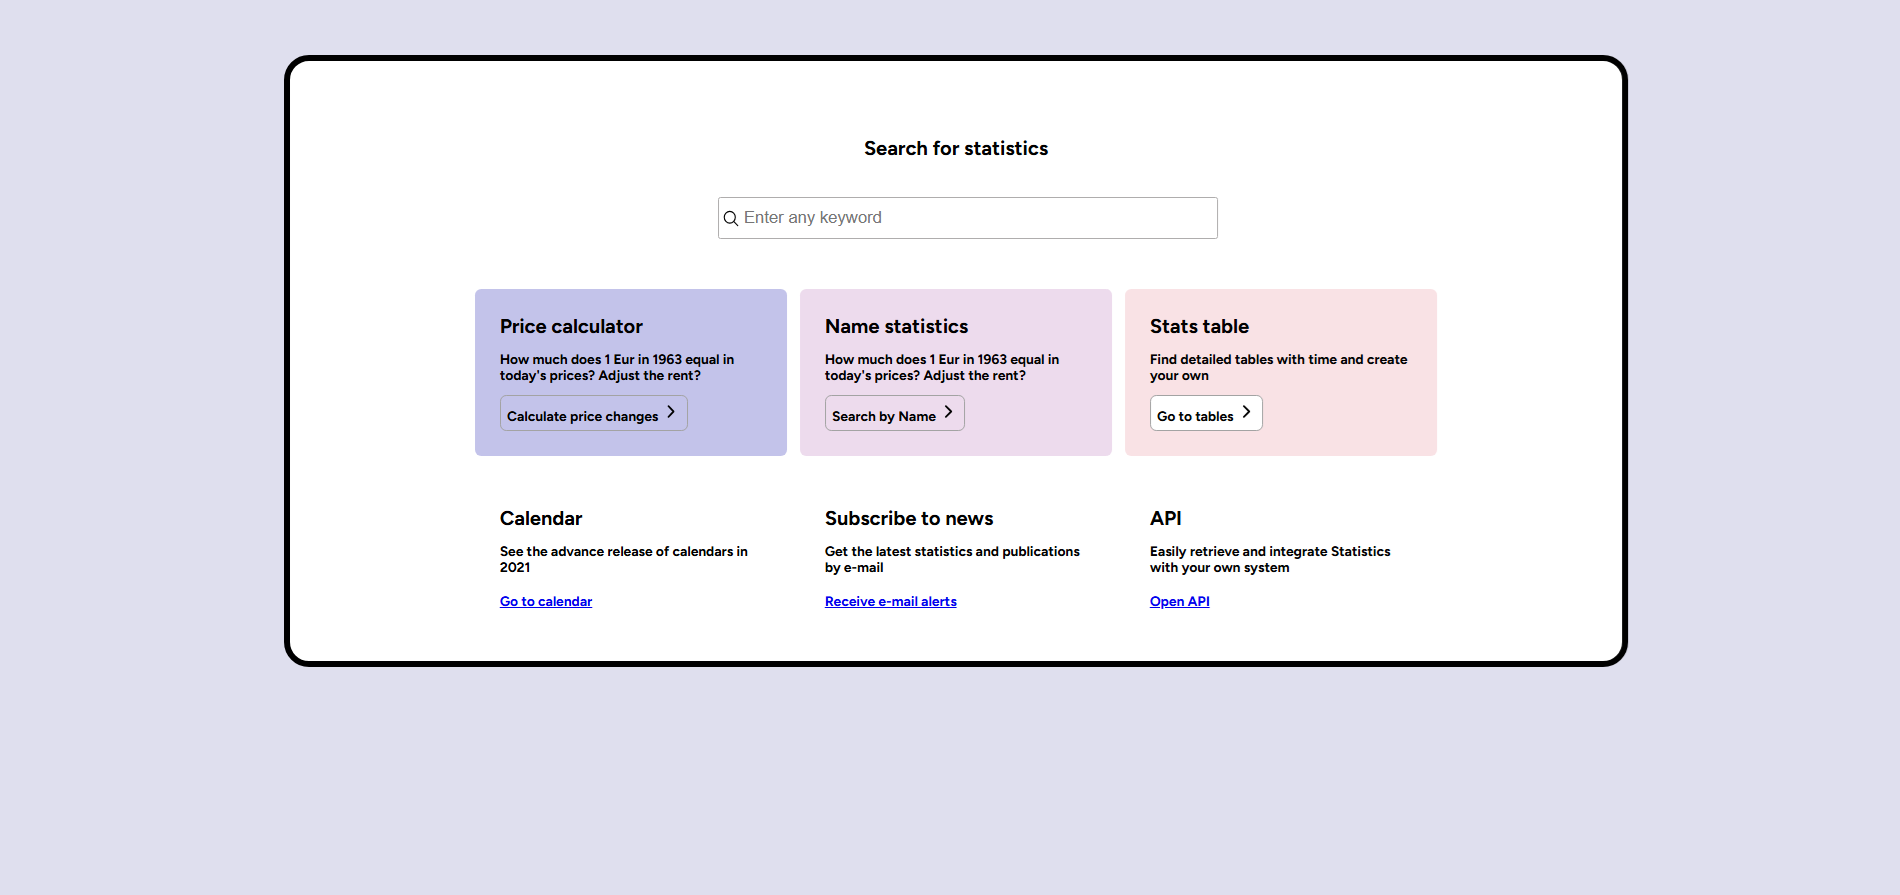 Search for statistics
Enter any keyword
Price calculator
How much does 1 Eur in 1963 equal in
today's prices? Adjust the rent?
Calculate price changes
Name statistics
How much does 1 Eur in 1963 equal in
today's prices? Adjust the rent?
Search by Name
Stats table
Find detailed tables with time and create
your own
Go to tables
Calendar
See the advance release of calendars in
2021
Go to calendar
Subscribe to news
Get the latest statistics and publications
by e-mail
Receive e-mail alerts
API
Easily retrieve and integrate Statistics
with your own system
Open API